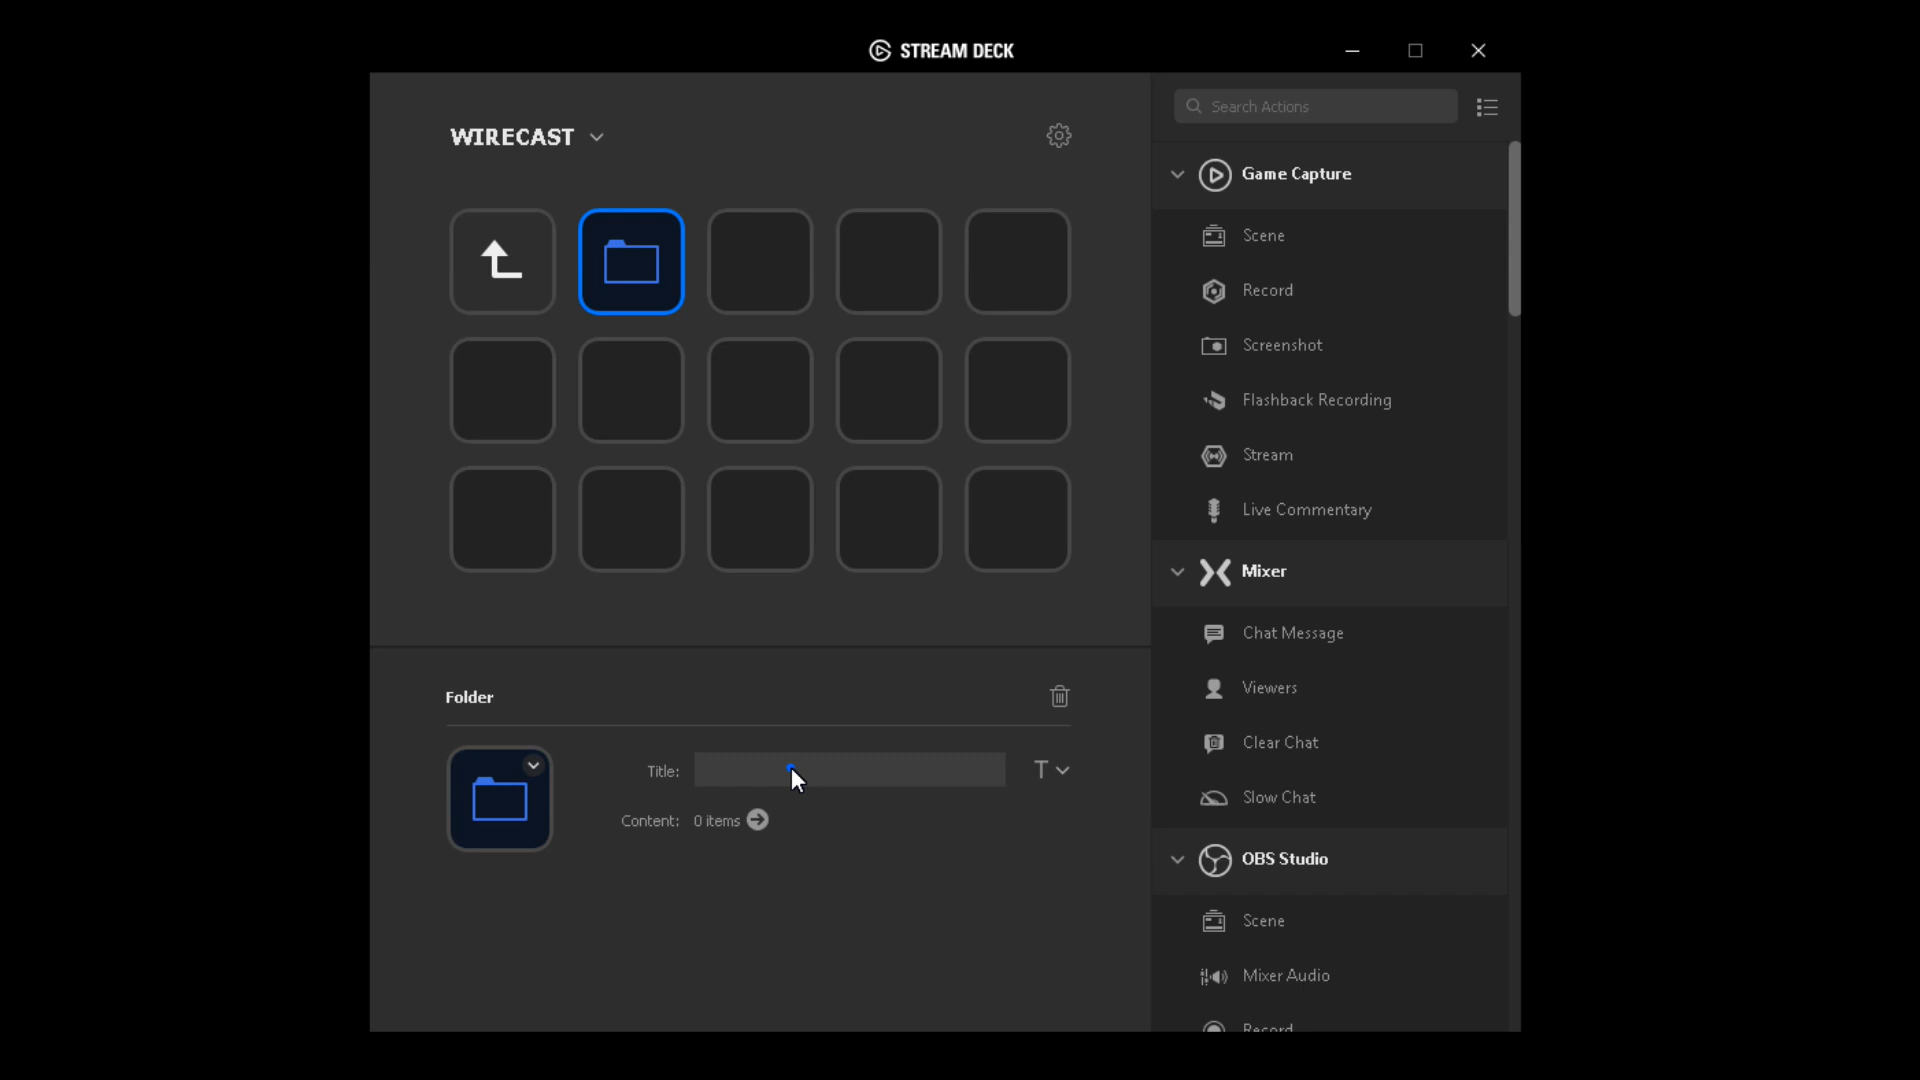 STREAM DECK
WIRECAST
Search Actions
Game Capture
Scene
Record
Screenshot
Flashback Recording
Stream
Live Commentary
Mixer
Chat Message
Viewers
Clear Chat
Slow Chat
OBS Studio
Scene
Mixer Audio
Record
Folder
Title:
T
Content: 0 items